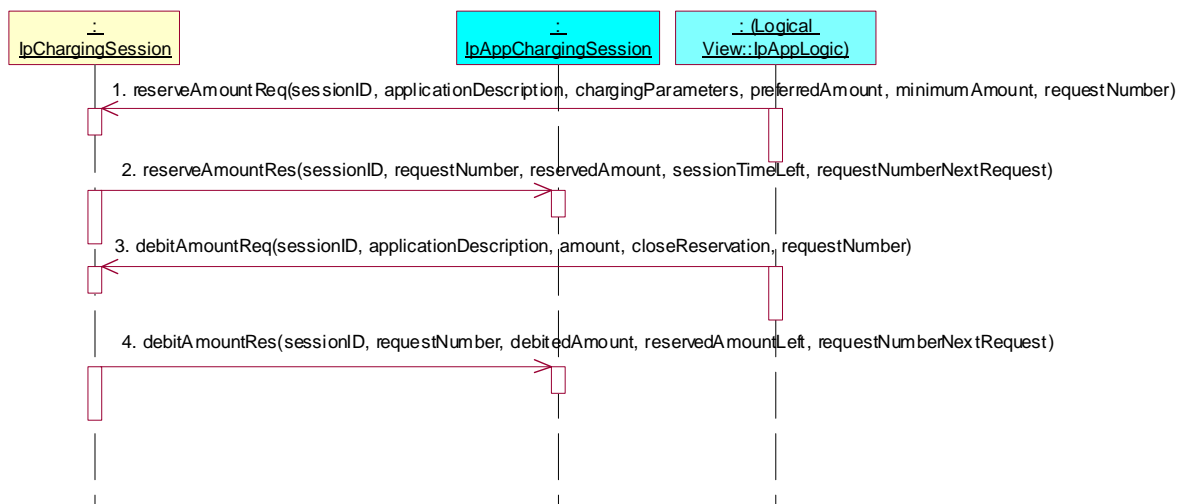 :
IpChargingSession
:
IpAppChargingSession
: (Logical
View::IpAppLogic)
1. reserveAmountReq(sessionID, applicationDescription, chargingParameters, preferredAmount, minimumAmount, requestNumber)
2. reserveAmountRes(sessionID, requestNumber, reservedAmount, sessionTimeLeft, requestNumberNextRequest)
3. debitAmountReq(sessionID, applicationDescription, amount, closeReservation, requestNumber)
4. debitAmountRes(sessionID, requestNumber, debitedAmount, reservedAmountLeft, requestNumberNextRequest)